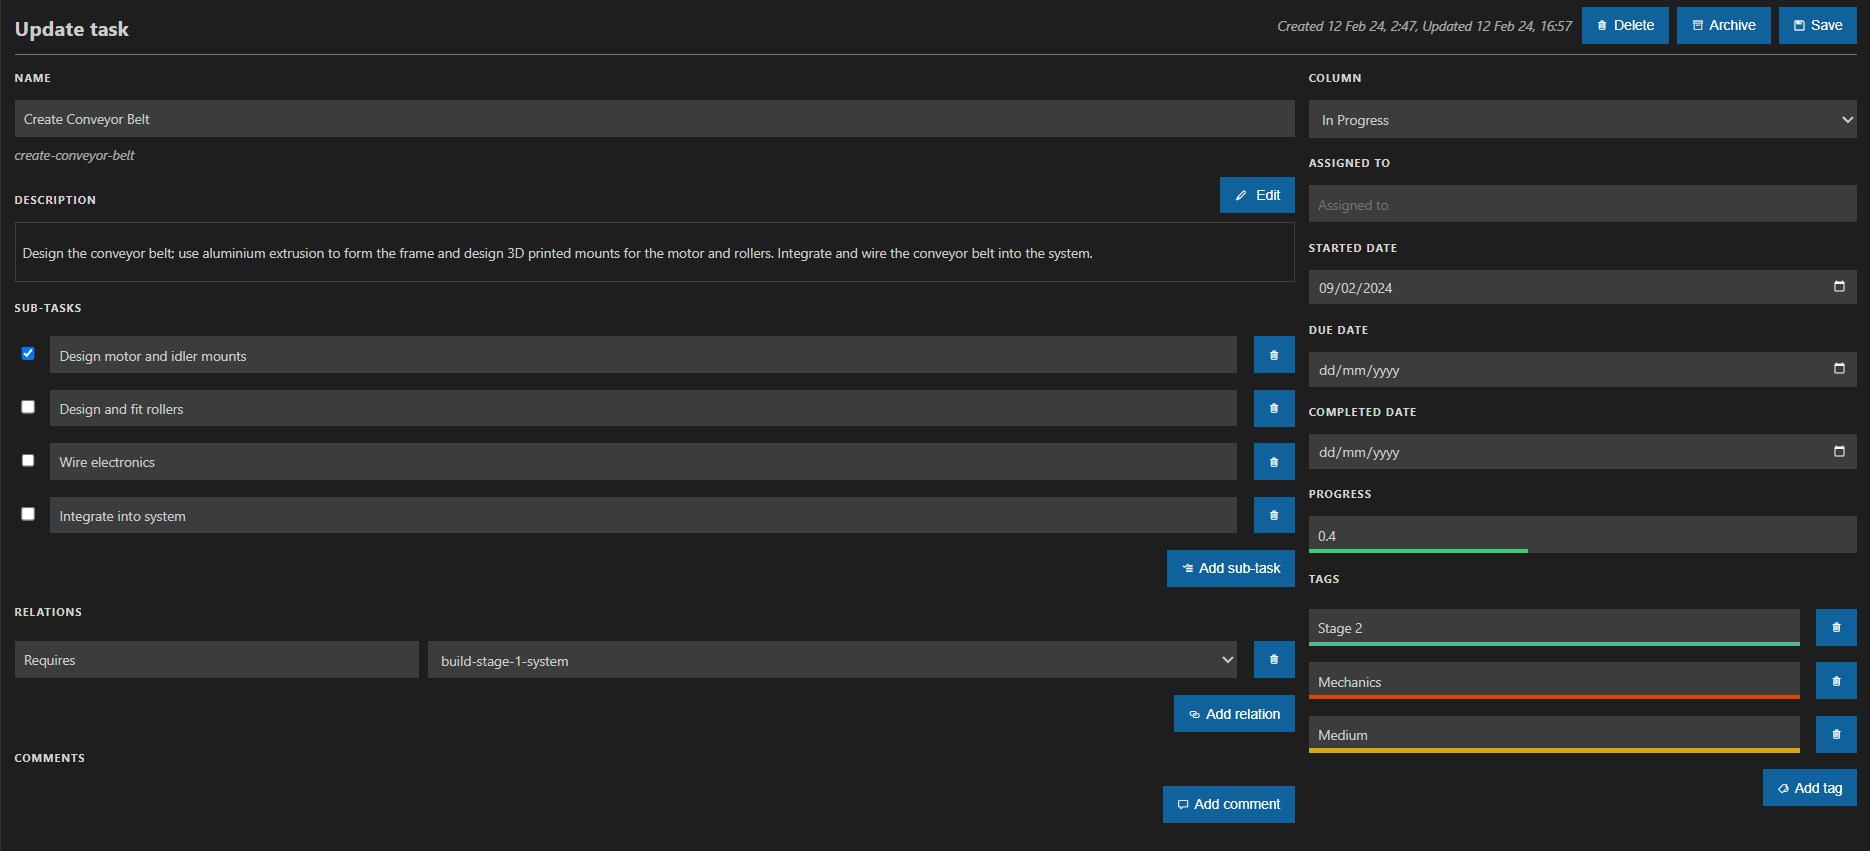 Update task
Created 12 Feb 24, 2:47, Updated 12 Feb 24, 16:57
Delete
Archive
Save
NAME
Create Conveyor Belt
create-conveyor-belt
DESCRIPTION
Edit
Design the conveyor belt; use aluminium extrusion to form the frame and design 3D printed mounts for the motor and rollers. Integrate and wire the conveyor belt into the system.
SUB-TASKS
Design motor and idler mounts
Design and fit rollers
Wire electronics
Integrate into system
Add sub-task
RELATIONS
Requires
build-stage-1-system
Add relation
COMMENTS
Add comment
COLUMN
In Progress
ASSIGNED TO
Assigned to
STARTED DATE
09/02/2024
DUE DATE
dd/mm/yyyy
COMPLETED DATE
dd/mm/yyyy
PROGRESS
0.4
TAGS
Stage 2
Mechanics
Medium
Add tag